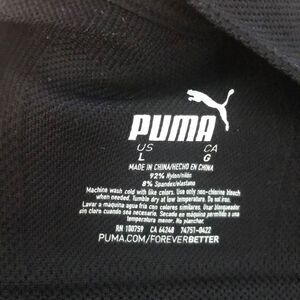 PUMA
US CA
L G
MADE IN CHINA/HECHO EN CHINA
92% Nylon/nilón
8% Spandex/elastano
Machine wash cold with like colors. Use only non-chlorine bleach
when needed. Tumble dry at low temperature. Do not iron.
Lavar a máquina agua fría con colores similares. Usar blanqueador
sin cloro cuando sea necesario. Secado en máquina permitido a una
temperatura menor. No planchar.
RN 100759 CA 44240 74751-0422
PUMA.COM/FOREVERBETTER